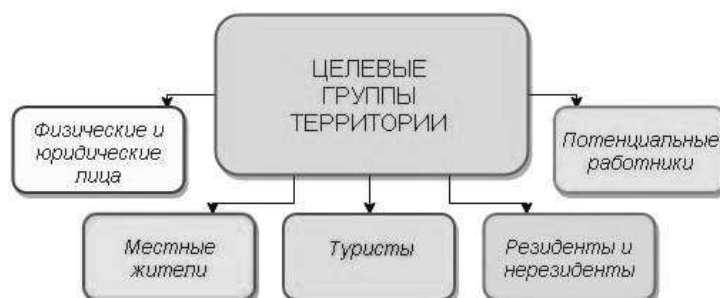 ЦЕЛЕВЫЕ
ГРУППЫ
ТЕРРИТОРИИ
Физические и
юридические
лица
Потенциальные
работники
Местные
жители
Туристы
Резиденты и
нерезиденты